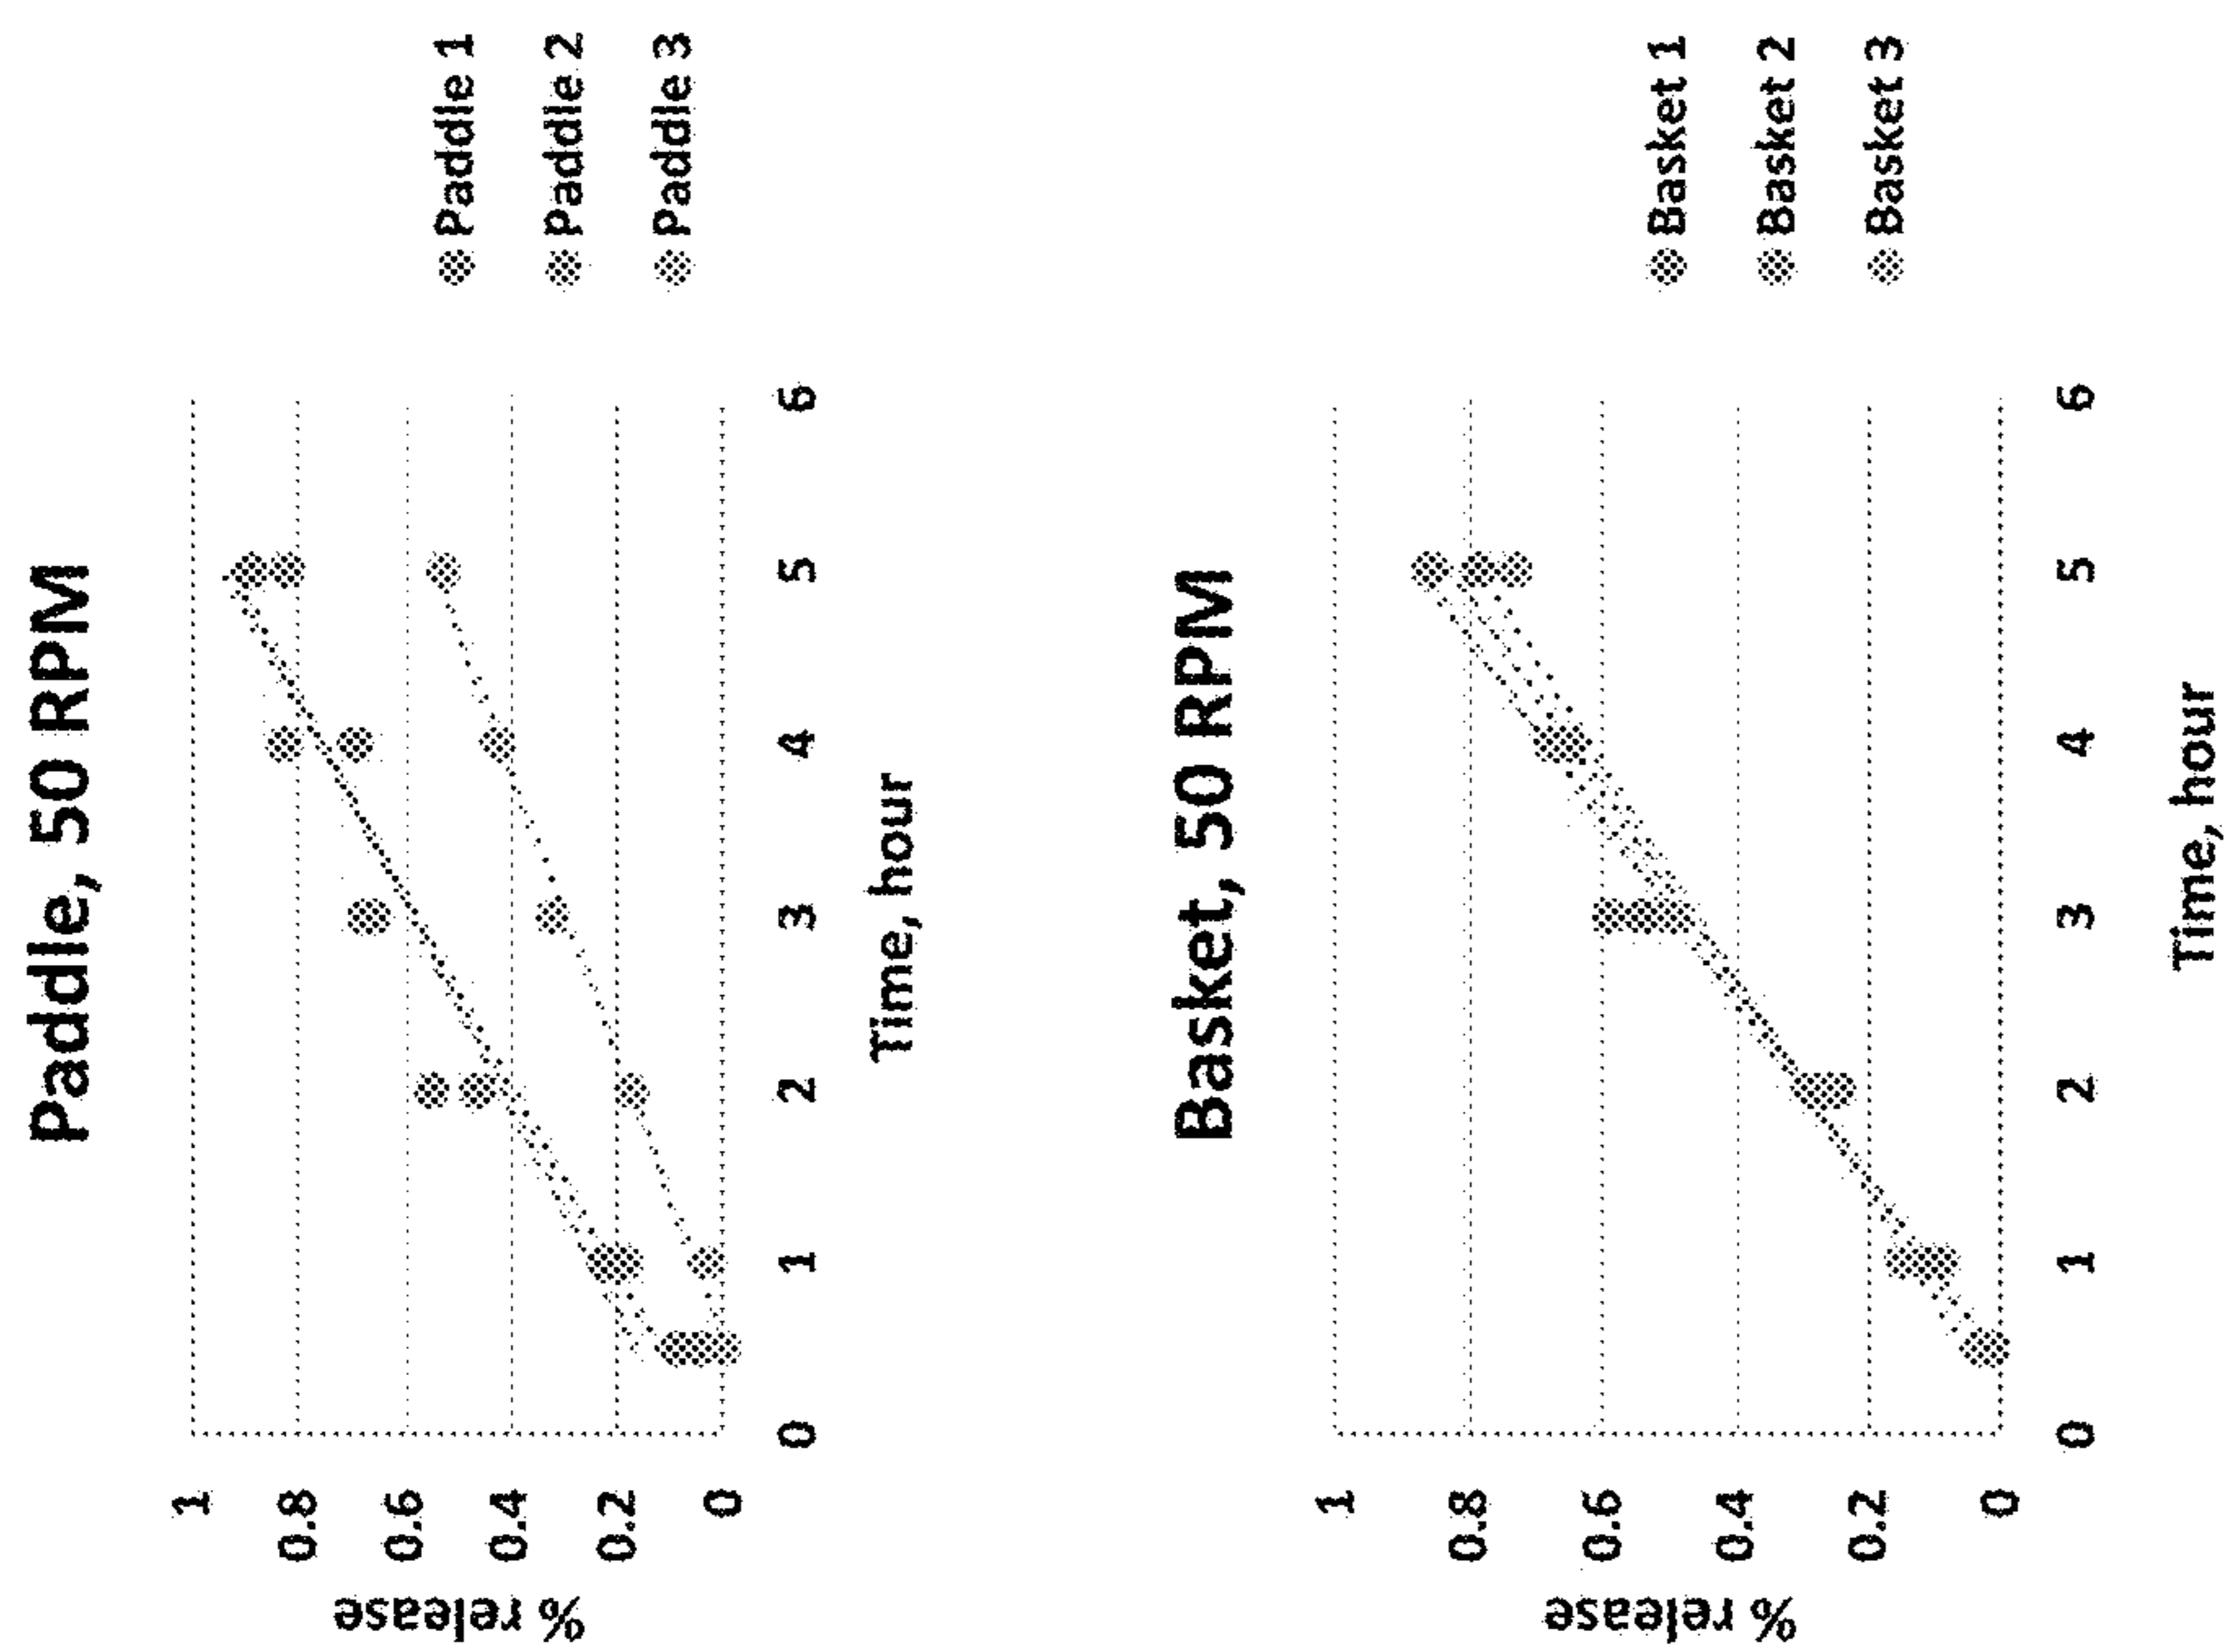 Paddle, 50 RPM
% release
1
0.8
0.6
0.4
0.2
0
0 1 2 3 4 5 6
Time, hour
Paddle 1
Paddle 2
Paddle 3
Basket, 50 RPM
% release
1
0.8
0.6
0.4
0.2
0
0 1 2 3 4 5 6
Time, hour
Basket 1
Basket 2
Basket 3